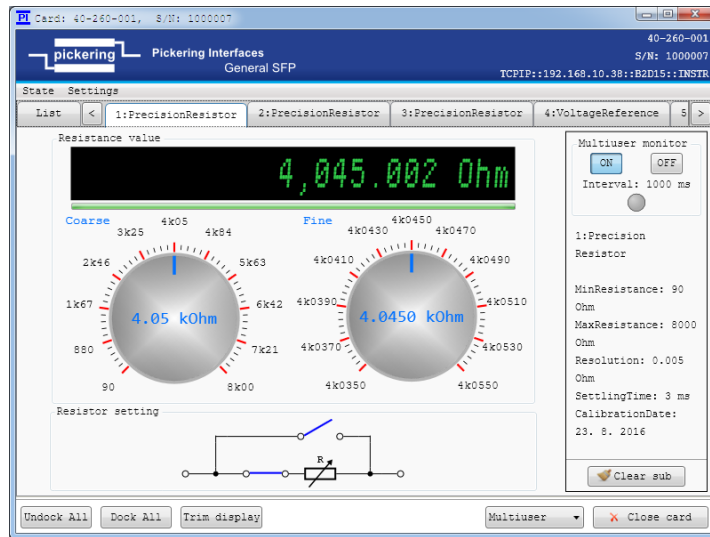 PI Card: 40-260-001, S/N: 1000007
pickering
Pickering Interfaces
General SFP
40-260-001
S/N: 1000007
TCPIP::192.168.10.38::B2D15::INSTR
State Settings
List < 1:PrecisionResistor 2:PrecisionResistor 3:PrecisionResistor 4:VoltageReference 5 >
Resistance value
4,045.002 Ohm
Coarse
90
880
1k67
2k46
3k25
4k05
4k84
5k63
6k42
7k21
8k00
4.05 kOhm
Fine
4k0350
4k0370
4k0390
4k0410
4k0430
4k0450
4k0470
4k0490
4k0510
4k0530
4k0550
4.0450 kOhm
Resistor setting
R
Multiuser monitor
ON OFF
Interval: 1000 ms
1:Precision
Resistor
MinResistance: 90
Ohm
MaxResistance: 8000
Ohm
Resolution: 0.005
Ohm
SettlingTime: 3 ms
CalibrationDate:
23. 8. 2016
Clear sub
Undock All Dock All Trim display Multiuser Close card